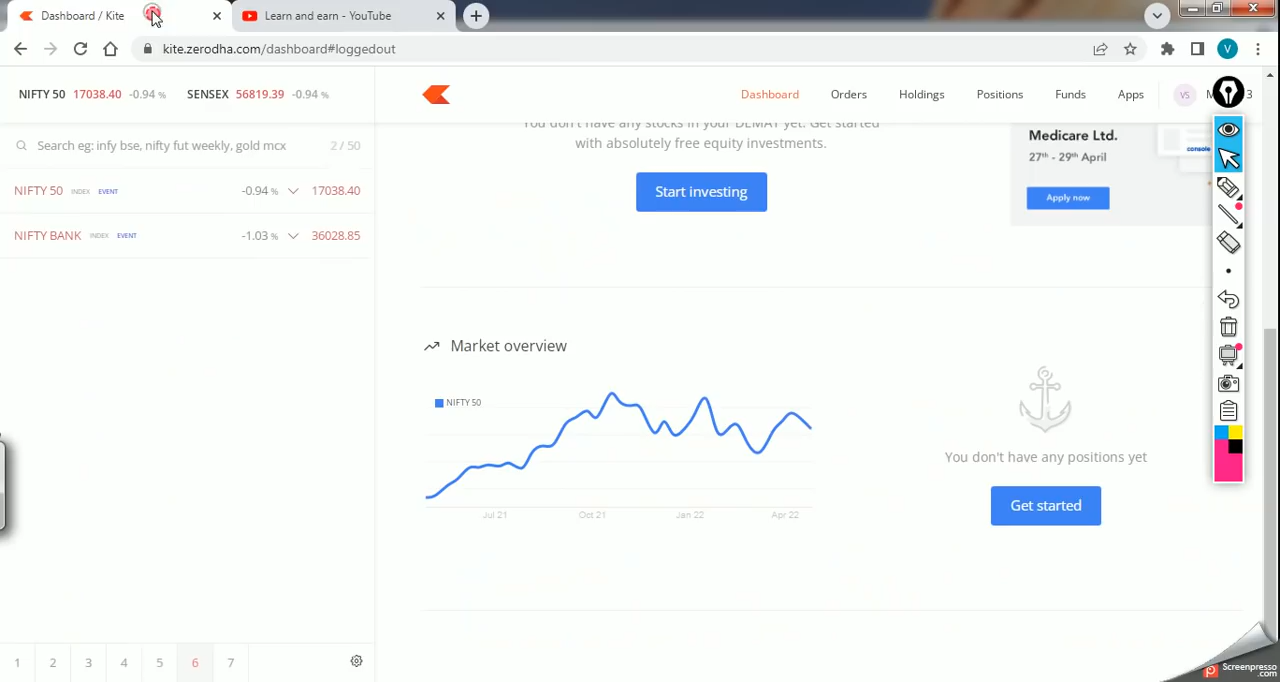 Dashboard / Kite
Learn and earn - YouTube
kite.zerodha.com/dashboard#loggedout
V
NIFTY 50 17038.40 -0.94 % SENSEX 56819.39 -0.94 %
Dashboard Orders Holdings Positions Funds Apps VS
You don't have any stocks in your DEMAT yet. Get started
with absolutely free equity investments.
Start investing
Medicare Ltd.
27th - 29th April
console
Apply now
Search eg: infy bse, nifty fut weekly, gold mcx 2 / 50
NIFTY 50 INDEX EVENT -0.94 % 17038.40
NIFTY BANK INDEX EVENT -1.03 % 36028.85
Market overview
NIFTY 50
Jul 21 Oct 21 Jan 22 Apr 22
You don't have any positions yet
Get started
1 2 3 4 5 6 7
Screenpresso
.com